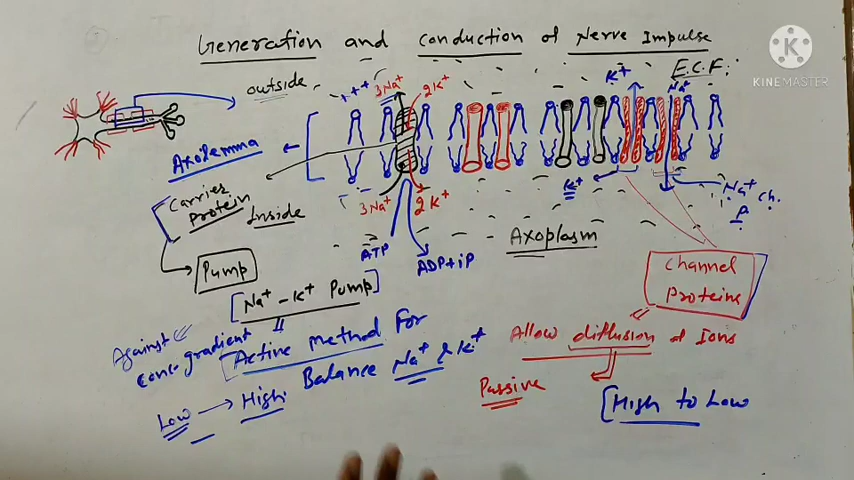 Generation and conduction of Nerve Impulse
K
KINEMASTER
E.C.F.
outside
+++
3Na+
2K+
K+
Na+
Axolemma
Carrier
protein
Inside
3Na+
2K+
K+
Na+ ch.
P
Axoplasm
ATP
ADP+iP
Pump
Channel
Proteins
[Na+ - K+ Pump]
Against
conc. gradient
Active method For
Balance Na+ & K+
Low → High
Allow diffusion of Ions
Passive
[High to Low